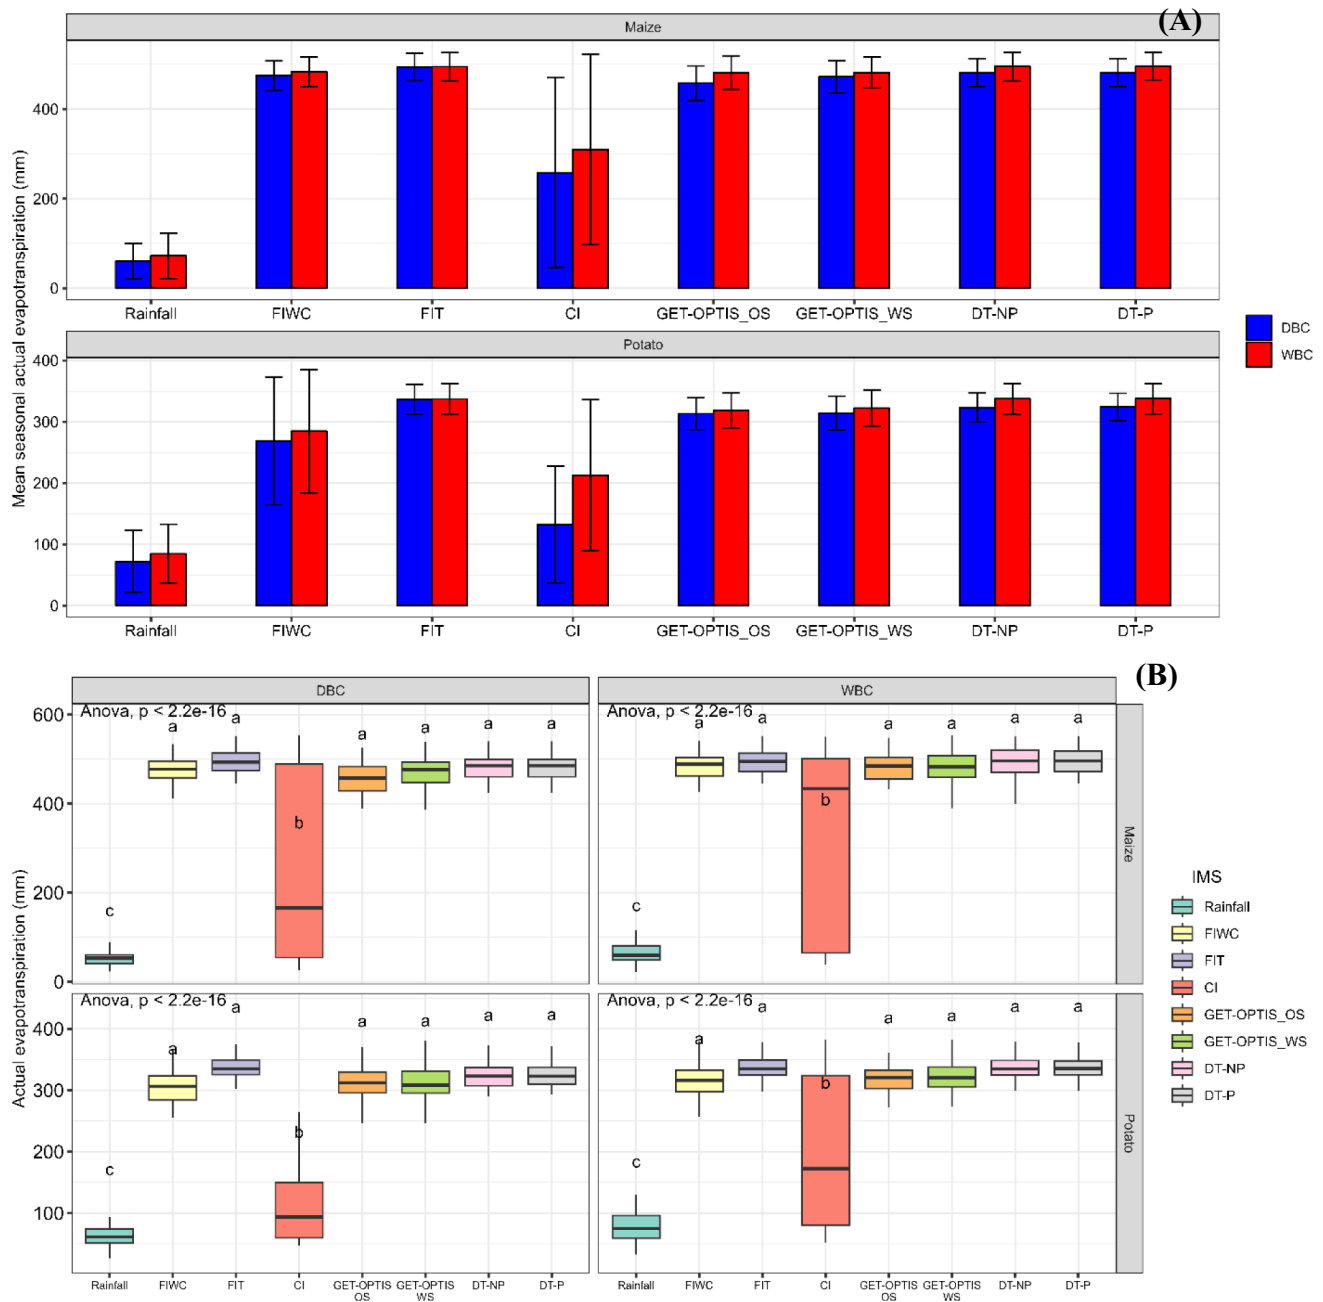 (A)
Maize
Mean seasonal actual evapotranspiration (mm)
400
200
0
Rainfall FIWC FIT CI GET-OPTIS_OS GET-OPTIS_WS DT-NP DT-P
Potato
400
300
200
100
0
Rainfall FIWC FIT CI GET-OPTIS_OS GET-OPTIS_WS DT-NP DT-P
DBC
WBC
(B)
DBC
WBC
Actual evapotranspiration (mm)
600
400
200
0
Anova, p < 2.2e-16
c a a b a a a a
Anova, p < 2.2e-16
c a a b a a a a
Maize
400
300
200
100
Anova, p < 2.2e-16
c a a b a a a a
Anova, p < 2.2e-16
c a a b a a a a
Potato
Rainfall FIWC FIT CI GET-OPTIS OS GET-OPTIS WS DT-NP DT-P
Rainfall FIWC FIT CI GET-OPTIS OS GET-OPTIS WS DT-NP DT-P
IMS
Rainfall
FIWC
FIT
CI
GET-OPTIS_OS
GET-OPTIS_WS
DT-NP
DT-P